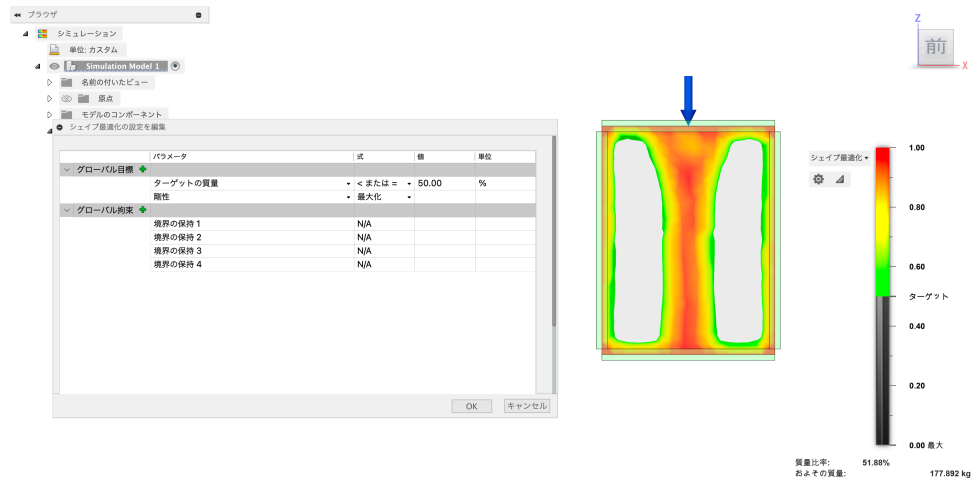 ブラウザ
シミュレーション
単位: カスタム
Simulation Model 1
名前の付いたビュー
原点
モデルのコンポーネント
シェイプ最適化の設定を編集
パラメータ 式 値 単位
グローバル目標
ターゲットの質量 < または = 50.00 %
剛性 最大化
グローバル拘束
境界の保持 1 N/A
境界の保持 2 N/A
境界の保持 3 N/A
境界の保持 4 N/A
OK キャンセル
Z
前
X
シェイプ最適化
1.00
0.80
0.60
ターゲット
0.40
0.20
0.00 最大
質量比率: 51.88%
おおよその質量: 177.892 kg